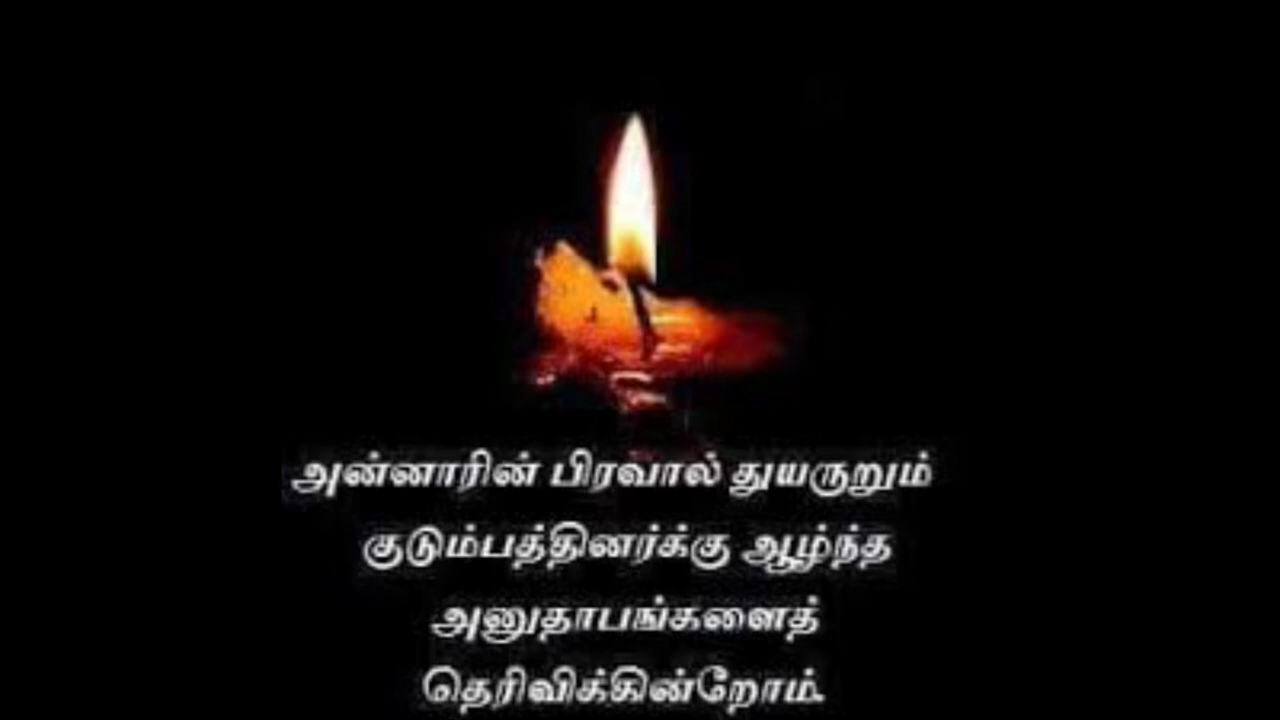 அன்னாரின் பிரவால் துயருறும்
குடும்பத்தினர்க்கு ஆழ்ந்த
அனுதாபங்களைத்
தெரிவிக்கின்றோம்.